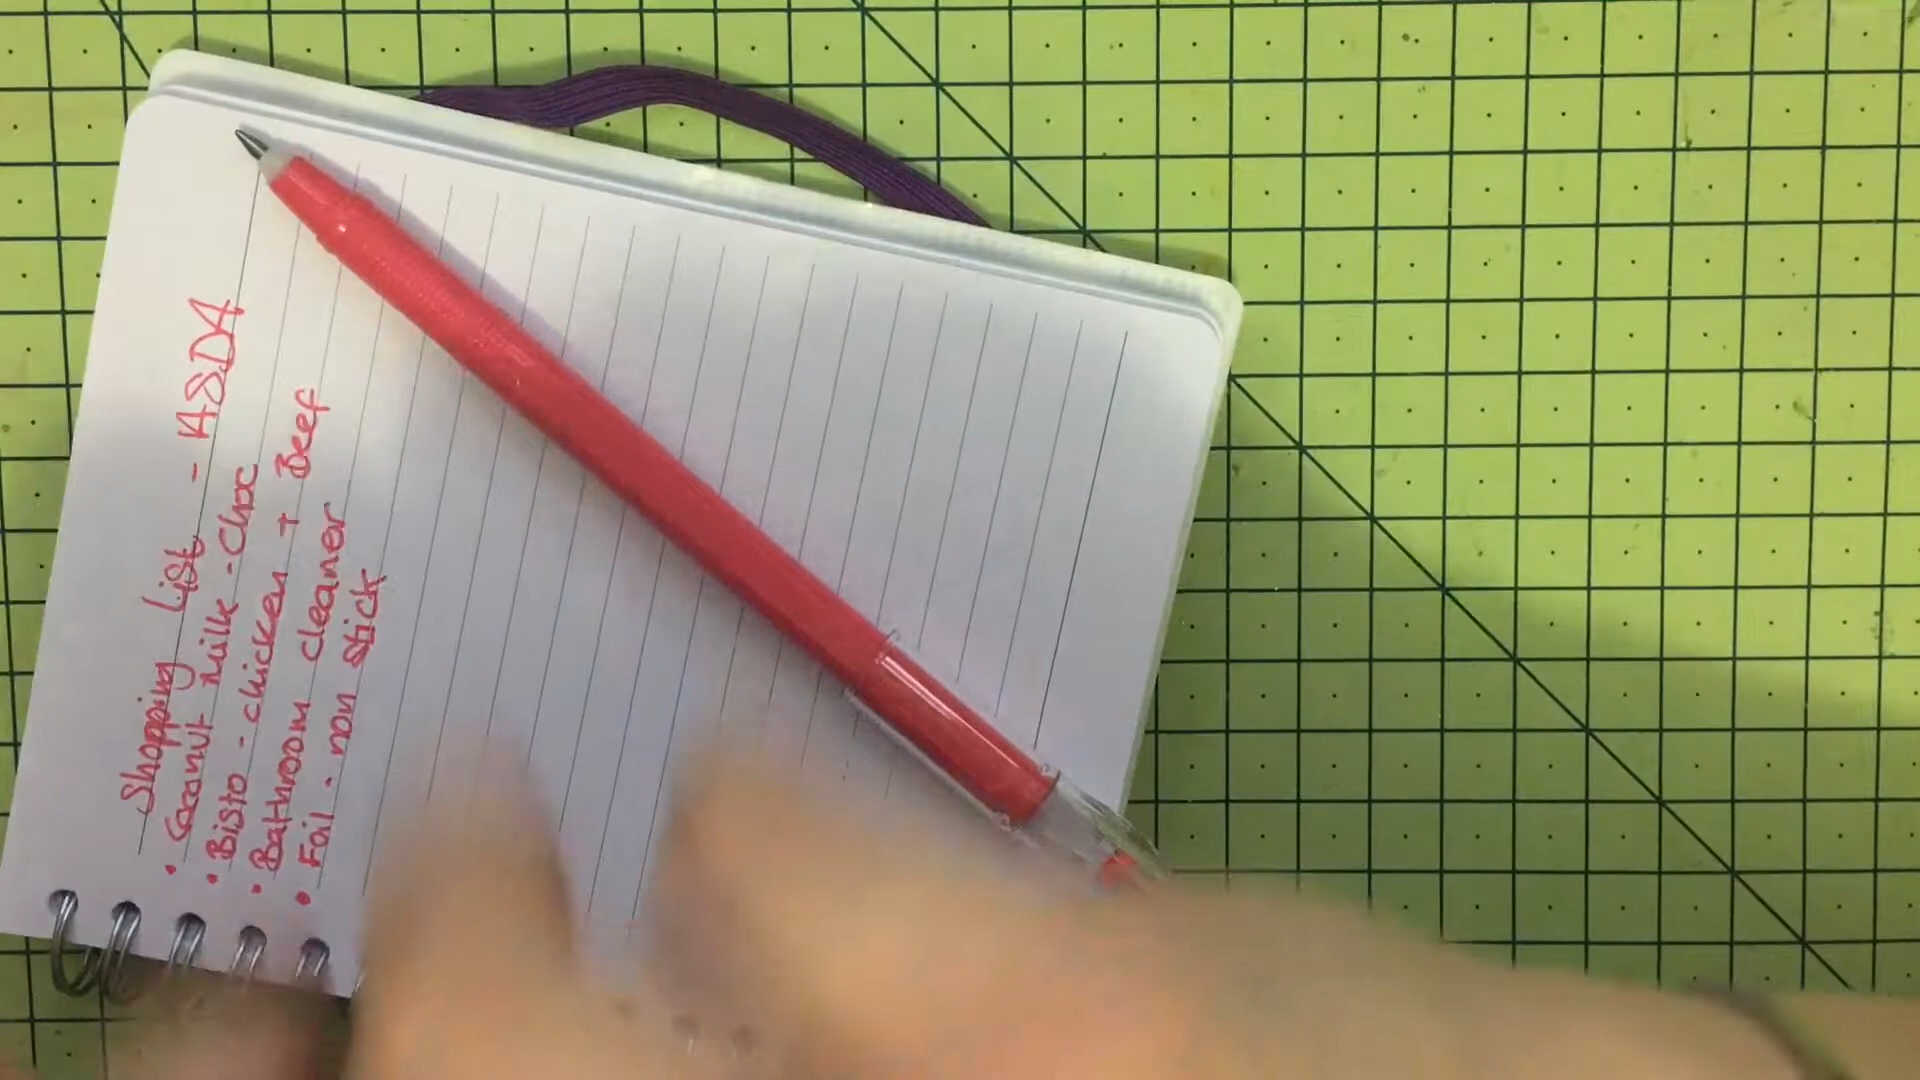 Shopping List - ASDA
• Coconut Milk - Choc
• Bisto - chicken + Beef
• Bathroom cleaner
• Foil - non stick